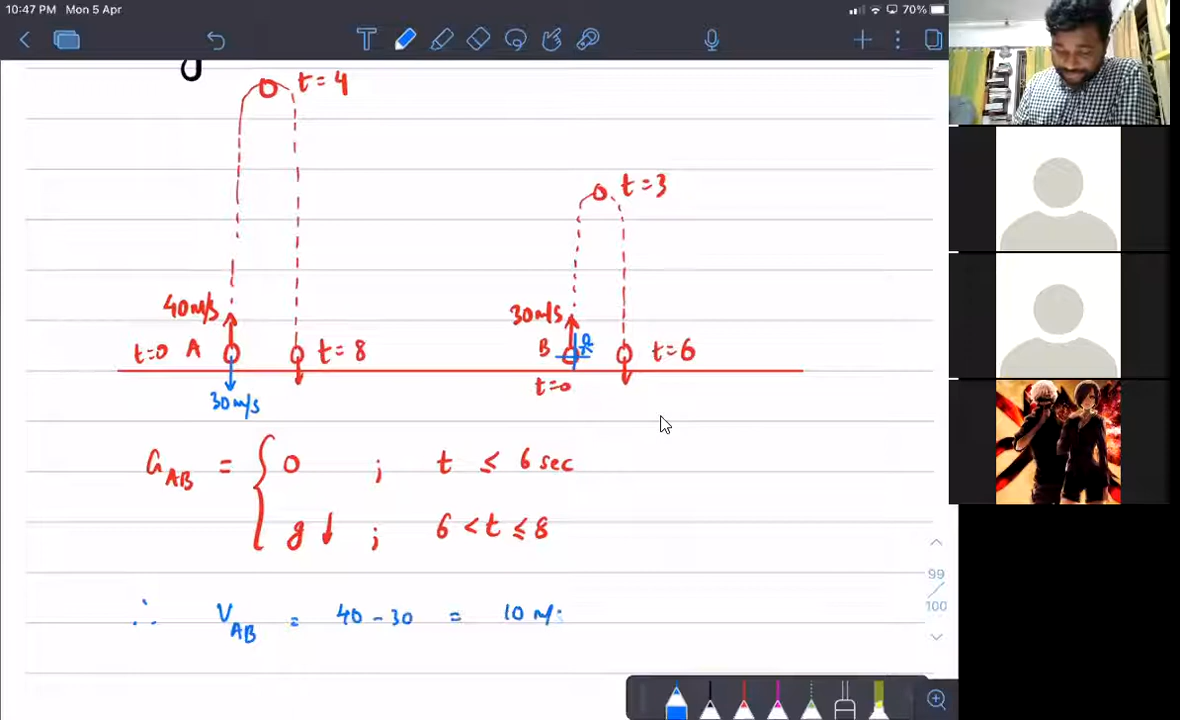 10:47 PM Mon 5 Apr
70%
T
t = 4
t = 3
40m/s
30m/s
t=0 A
t = 8
B
t = 6
t=0
30m/s
a_AB = { 0 ; t ≤ 6 sec
g↓ ; 6 < t ≤ 8
∴ V_AB = 40 - 30 = 10 m/s
99
/
100